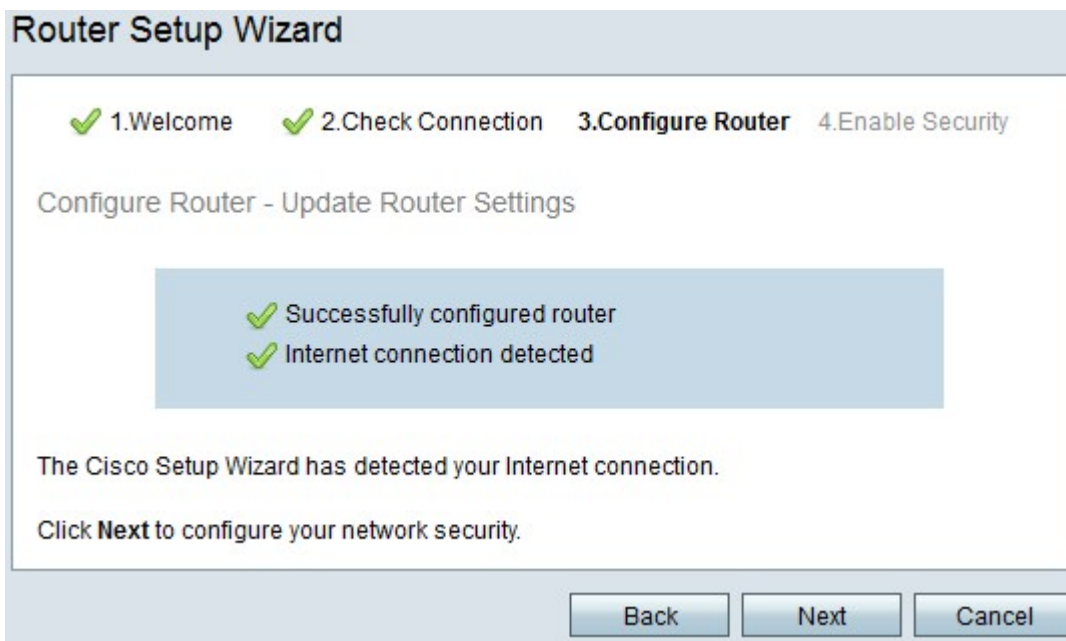 Router Setup Wizard
1.Welcome 2.Check Connection 3.Configure Router 4.Enable Security
Configure Router - Update Router Settings
Successfully configured router
Internet connection detected
The Cisco Setup Wizard has detected your Internet connection.
Click Next to configure your network security.
Back Next Cancel